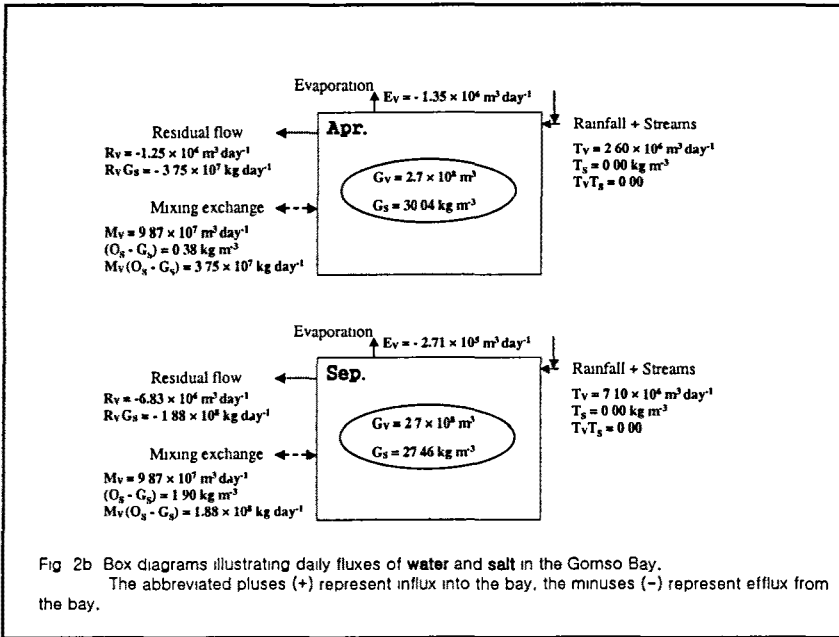 Evaporation
Ev = - 1.35 × 10⁶ m³ day⁻¹
Apr.
Residual flow
Rv = -1.25 × 10⁶ m³ day⁻¹
RvGs = - 3 75 × 10⁷ kg day⁻¹
Mixing exchange
Mv = 9 87 × 10⁷ m³ day⁻¹
(Os - Gs) = 0 38 kg m⁻³
Mv (Os - Gs) = 3 75 × 10⁷ kg day⁻¹
Gv = 2.7 × 10⁸ m³
Gs = 30 04 kg m⁻³
Rainfall + Streams
Tv = 2 60 × 10⁶ m³ day⁻¹
Ts = 0 00 kg m⁻³
TvTs = 0 00
Evaporation
Ev = - 2.71 × 10⁵ m³ day⁻¹
Sep.
Residual flow
Rv = -6.83 × 10⁶ m³ day⁻¹
RvGs = - 1 88 × 10⁸ kg day⁻¹
Mixing exchange
Mv = 9 87 × 10⁷ m³ day⁻¹
(Os - Gs) = 1 90 kg m⁻³
Mv (Os - Gs) = 1.88 × 10⁸ kg day⁻¹
Gv = 2 7 × 10⁸ m³
Gs = 27 46 kg m⁻³
Rainfall + Streams
Tv = 7 10 × 10⁶ m³ day⁻¹
Ts = 0 00 kg m⁻³
TvTs = 0 00
Fig 2b Box diagrams illustrating daily fluxes of water and salt in the Gomso Bay.
The abbreviated pluses (+) represent influx into the bay, the minuses (-) represent efflux from
the bay.